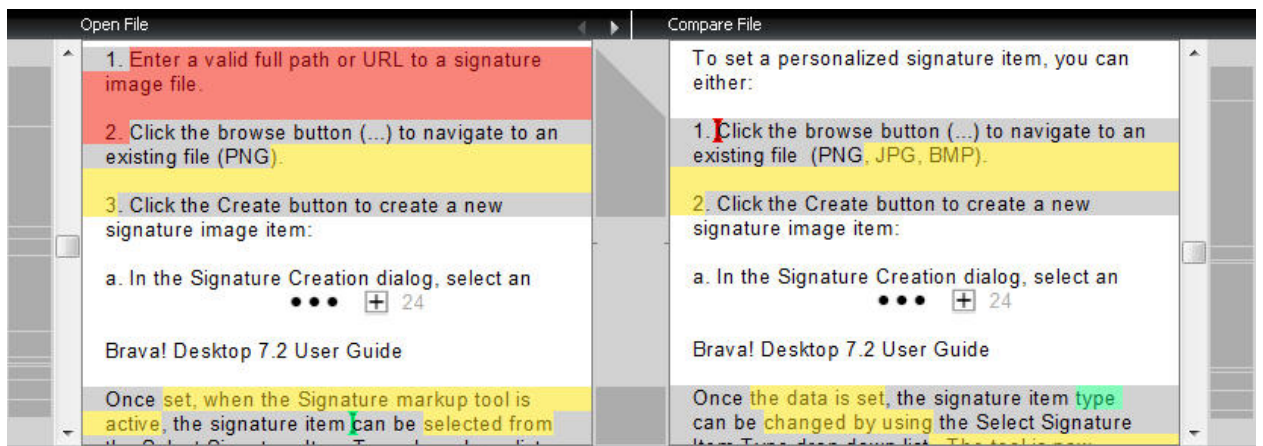 Open File
1. Enter a valid full path or URL to a signature
image file.
2. Click the browse button (...) to navigate to an
existing file (PNG).
3. Click the Create button to create a new
signature image item:
a. In the Signature Creation dialog, select an
••• + 24
Brava! Desktop 7.2 User Guide
Once set, when the Signature markup tool is
active, the signature item can be selected from
Compare File
To set a personalized signature item, you can
either:
1. Click the browse button (...) to navigate to an
existing file (PNG, JPG, BMP).
2. Click the Create button to create a new
signature image item:
a. In the Signature Creation dialog, select an
••• + 24
Brava! Desktop 7.2 User Guide
Once the data is set, the signature item type
can be changed by using the Select Signature